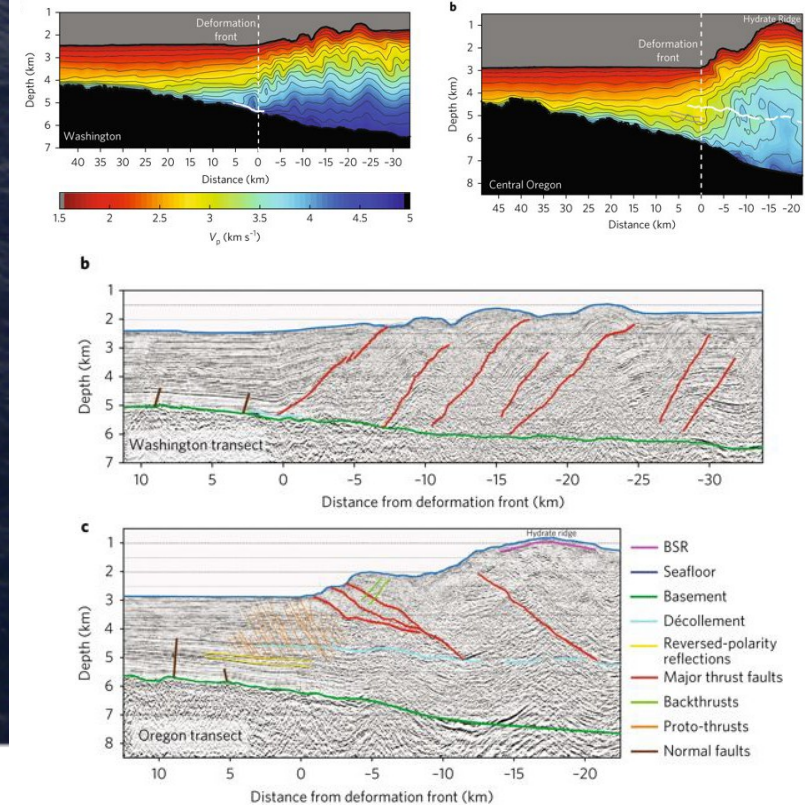 1
2
3
4
5
6
7
Depth (km)
Deformation
front
Washington
40 35 30 25 20 15 10 5 0 -5 -10 -15 -20 -25 -30
Distance (km)
1.5 2 2.5 3 3.5 4 4.5 5
Vp (km s⁻¹)
b
1
2
3
4
5
6
7
8
Depth (km)
Hydrate Ridge
Deformation
front
Central Oregon
45 40 35 30 25 20 15 10 5 0 -5 -10 -15 -20
Distance (km)
b
1
2
3
4
5
6
7
Depth (km)
Washington transect
10 5 0 -5 -10 -15 -20 -25 -30
Distance from deformation front (km)
c
Hydrate ridge
1
2
3
4
5
6
7
8
Depth (km)
Oregon transect
10 5 0 -5 -10 -15 -20
Distance from deformation front (km)
BSR
Seafloor
Basement
Décollement
Reversed-polarity
reflections
Major thrust faults
Backthrusts
Proto-thrusts
Normal faults